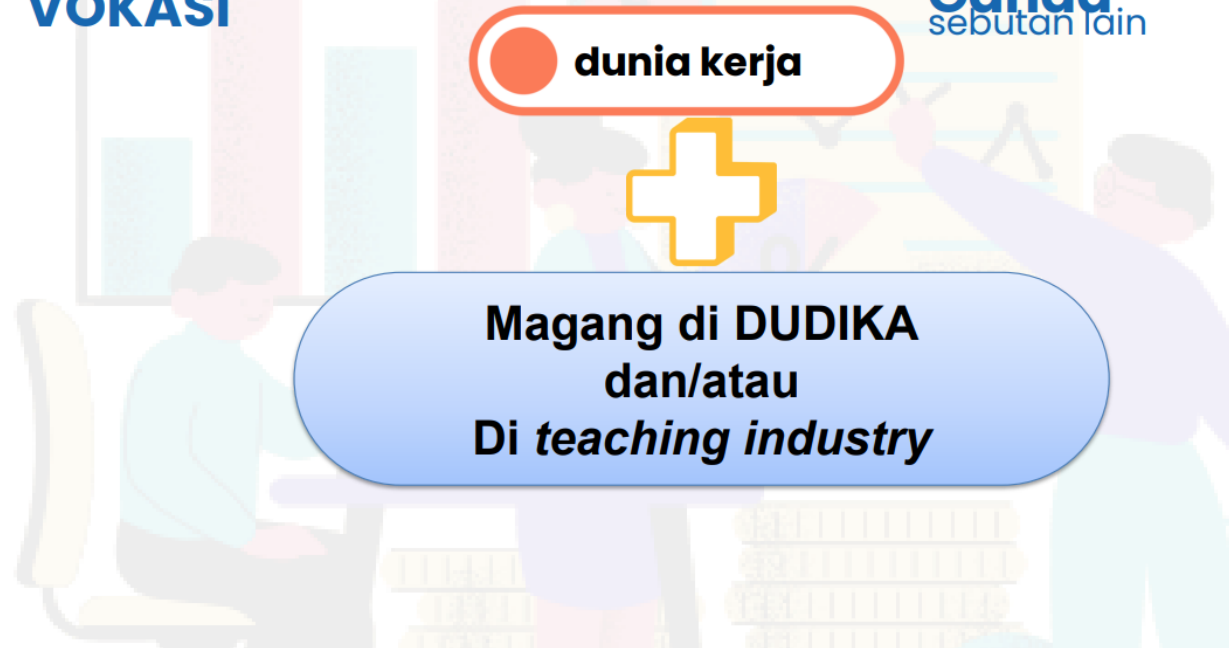 VOKASI
sebutan lain
dunia kerja
Magang di DUDIKA
dan/atau
Di teaching industry